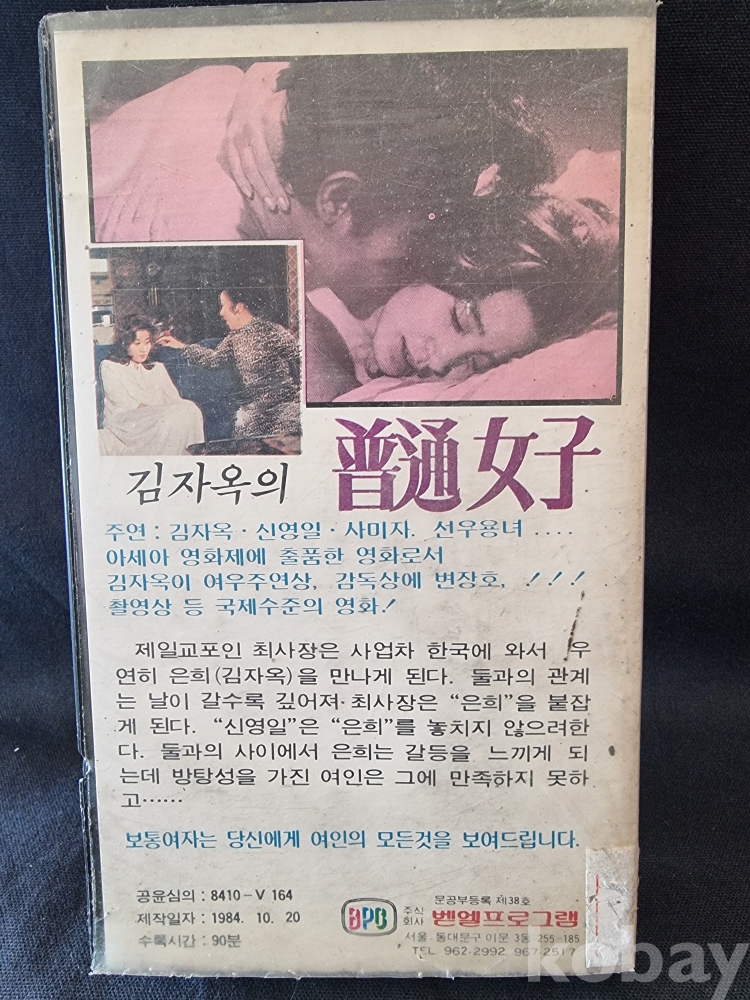 김자옥의 普通女子
주연 : 김자옥 · 신영일 · 사미자. 선우용녀 ....
아세아 영화제에 출품한 영화로서
김자옥이 여우주연상, 감독상에 변장호, ! ! !
촬영상 등 국제수준의 영화!
제일교포인 최사장은 사업차 한국에 와서 우
연히 은희(김자옥)을 만나게 된다. 둘과의 관계
는 날이 갈수록 깊어져 최사장은 “은희”을 붙잡
게 된다. “신영일”은 “은희”를 놓치지 않으려한
다. 둘과의 사이에서 은희는 갈등을 느끼게 되
는데 방탕성을 가진 여인은 그에 만족하지 못하
고……
보통여자는 당신에게 여인의 모든것을 보여드립니다.
공윤심의 : 8410-V 164
제작일자 : 1984. 10. 20
수록시간 : 90분
BPB
문공부등록 제38호
주식회사 벧엘프로그램
서울·동대문구 이문 3동 255-185
TEL. 962-2992, 967-2517
kobay